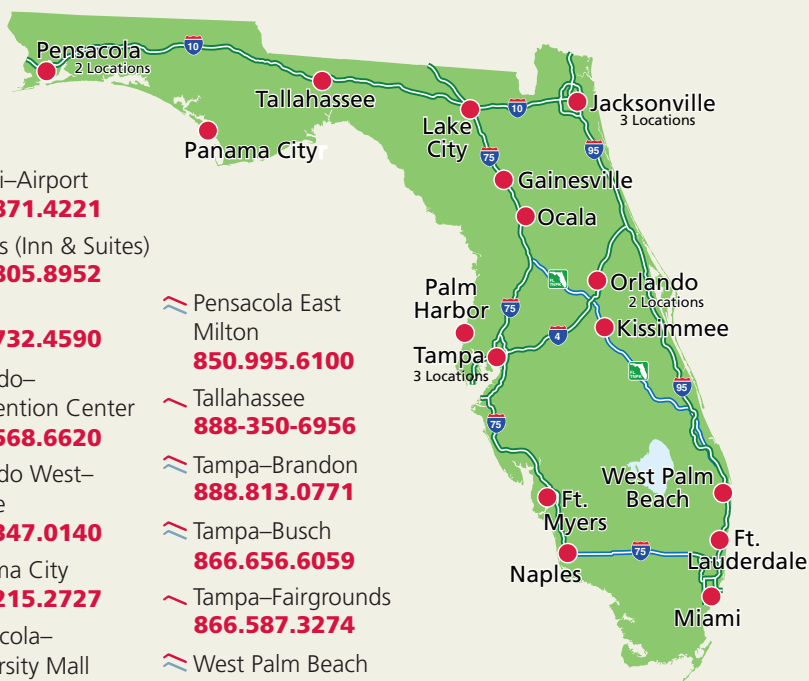 Pensacola
2 Locations
10
Tallahassee
Panama City
Lake
City
10
Jacksonville
3 Locations
75
95
Gainesville
Ocala
Palm
Harbor
75
Orlando
2 Locations
Kissimmee
4
Tampa
3 Locations
95
75
West Palm
Beach
Ft.
Myers
Ft.
Lauderdale
75
Naples
Miami
i–Airport
371.4221
s (Inn & Suites)
305.8952
732.4590
do–
ention Center
568.6620
do West–
e
347.0140
ma City
215.2727
cola–
rsity Mall
Pensacola East
Milton
850.995.6100
Tallahassee
888-350-6956
Tampa–Brandon
888.813.0771
Tampa–Busch
866.656.6059
Tampa–Fairgrounds
866.587.3274
West Palm Beach